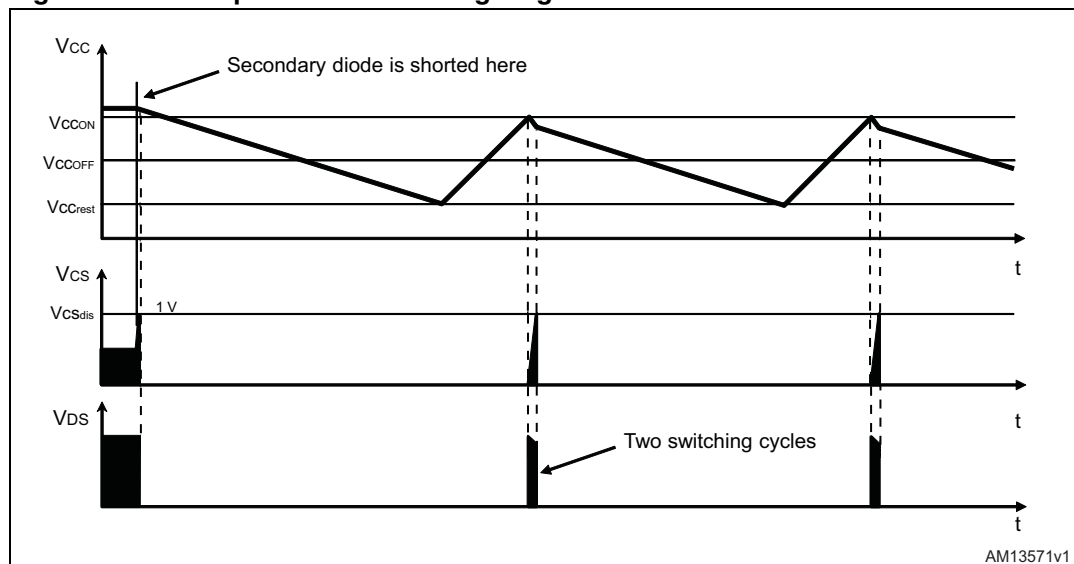 VCC
Secondary diode is shorted here
VCCON
VCCOFF
VCCrest
t
VCS
1 V
VCSdis
t
VDS
Two switching cycles
t
AM13571v1